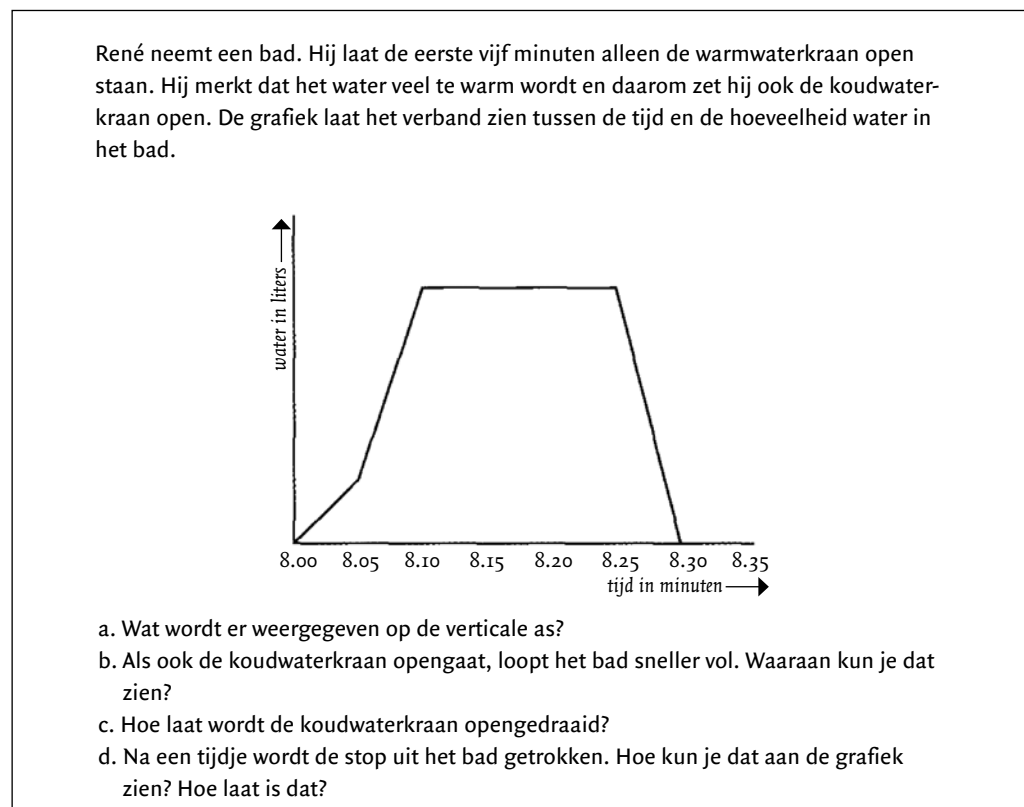 René neemt een bad. Hij laat de eerste vijf minuten alleen de warmwaterkraan open
staan. Hij merkt dat het water veel te warm wordt en daarom zet hij ook de koudwater-
kraan open. De grafiek laat het verband zien tussen de tijd en de hoeveelheid water in
het bad.
water in liters
8.00 8.05 8.10 8.15 8.20 8.25 8.30 8.35
tijd in minuten
a. Wat wordt er weergegeven op de verticale as?
b. Als ook de koudwaterkraan opengaat, loopt het bad sneller vol. Waaraan kun je dat
zien?
c. Hoe laat wordt de koudwaterkraan opengedraaid?
d. Na een tijdje wordt de stop uit het bad getrokken. Hoe kun je dat aan de grafiek
zien? Hoe laat is dat?